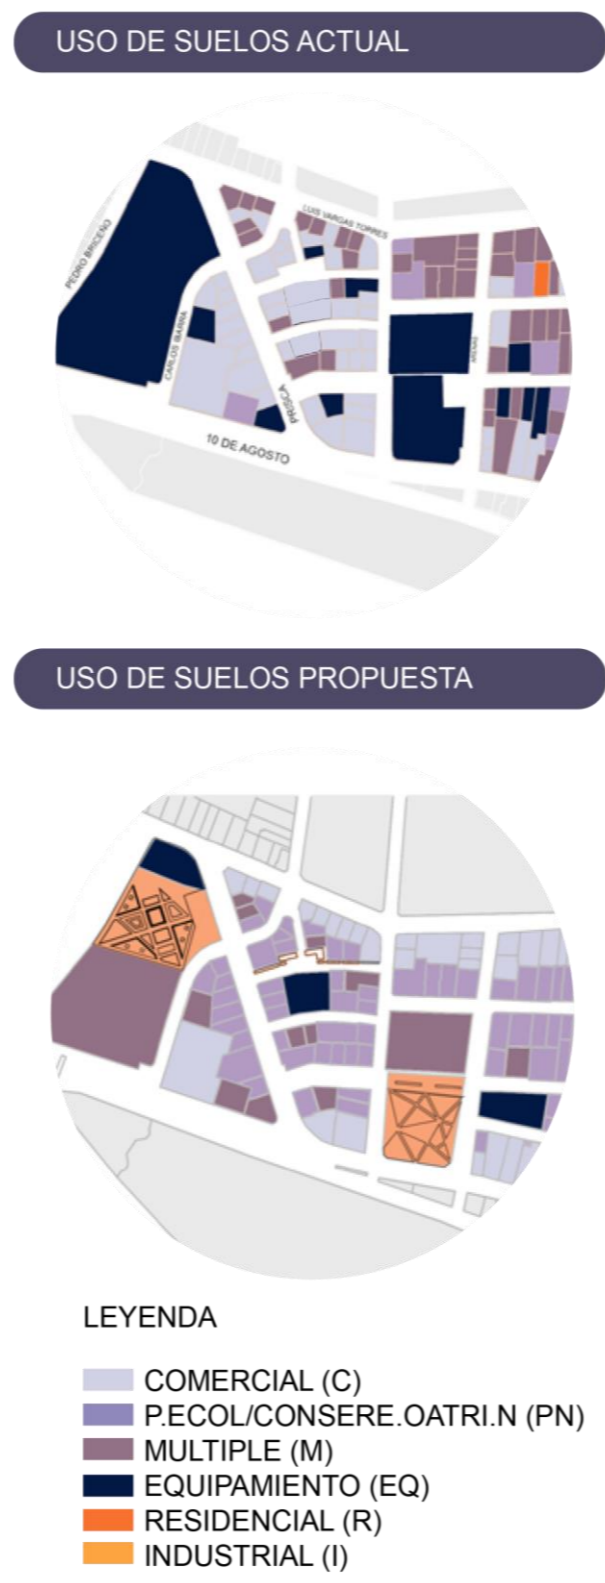 USO DE SUELOS ACTUAL
LUIS VARGAS TORRES
PEDRO BRICEÑO
CARLOS IBARRA
ARENAS
PRISCA
10 DE AGOSTO
USO DE SUELOS PROPUESTA
LEYENDA
COMERCIAL (C)
P.ECOL/CONSERE.OATRI.N (PN)
MULTIPLE (M)
EQUIPAMIENTO (EQ)
RESIDENCIAL (R)
INDUSTRIAL (I)